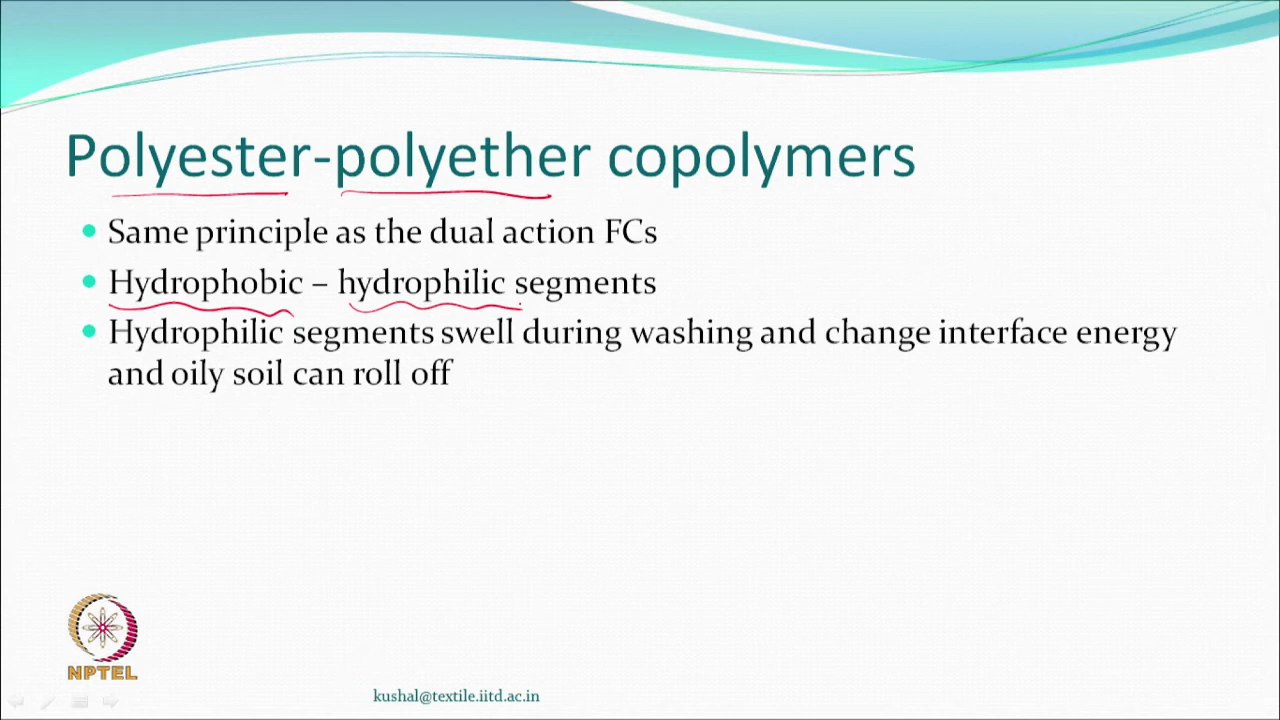 Polyester-polyether copolymers
Same principle as the dual action FCs
Hydrophobic – hydrophilic segments
Hydrophilic segments swell during washing and change interface energy
and oily soil can roll off
NPTEL
kushal@textile.iitd.ac.in